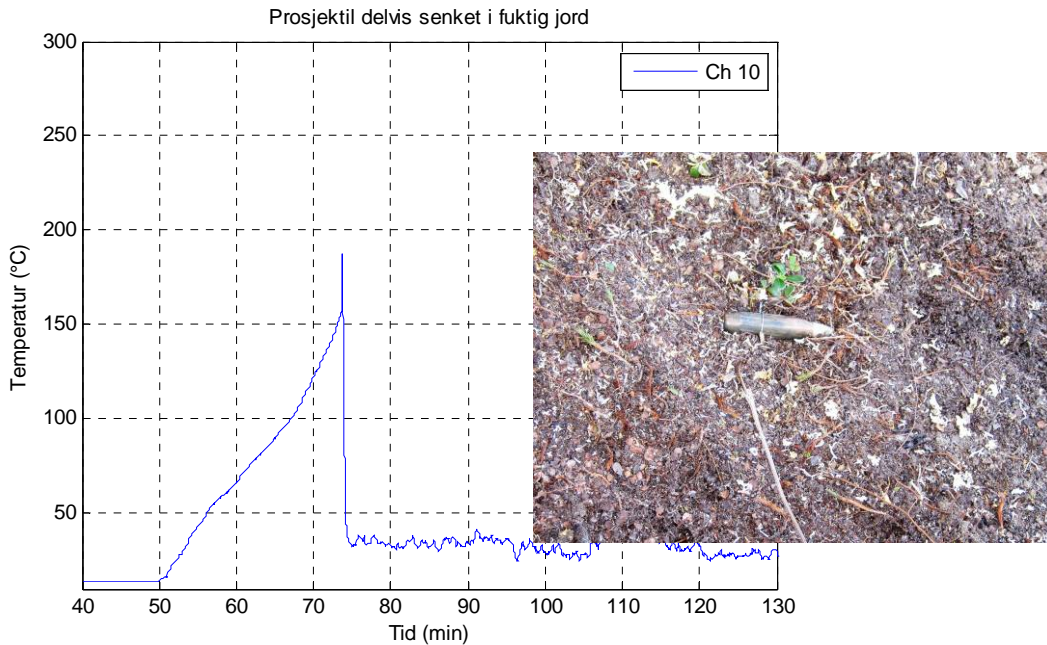 Prosjektil delvis senket i fuktig jord
Ch 10
300
250
200
150
100
50
Temperatur (°C)
40 50 60 70 80 90 100 110 120 130
Tid (min)